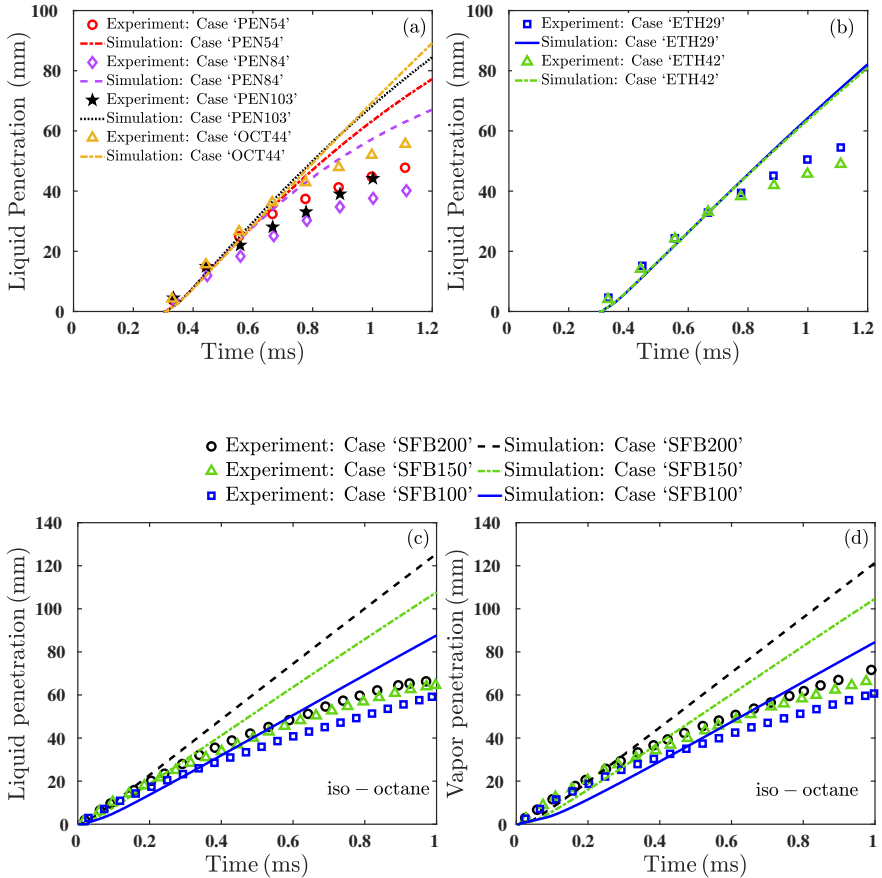 100
80
60
40
20
0
0
0.2
0.4
0.6
0.8
1
1.2
Liquid Penetration (mm)
Time (ms)
(a)
Experiment: Case ‘PEN54’
Simulation: Case ‘PEN54’
Experiment: Case ‘PEN84’
Simulation: Case ‘PEN84’
Experiment: Case ‘PEN103’
Simulation: Case ‘PEN103’
Experiment: Case ‘OCT44’
Simulation: Case ‘OCT44’
100
80
60
40
20
0
0
0.2
0.4
0.6
0.8
1
1.2
Liquid Penetration (mm)
Time (ms)
(b)
Experiment: Case ‘ETH29’
Simulation: Case ‘ETH29’
Experiment: Case ‘ETH42’
Simulation: Case ‘ETH42’
Experiment: Case ‘SFB200’ Simulation: Case ‘SFB200’
Experiment: Case ‘SFB150’ Simulation: Case ‘SFB150’
Experiment: Case ‘SFB100’ Simulation: Case ‘SFB100’
140
120
100
80
60
40
20
0
0
0.2
0.4
0.6
0.8
1
Liquid penetration (mm)
Time (ms)
(c)
iso − octane
140
120
100
80
60
40
20
0
0
0.2
0.4
0.6
0.8
1
Vapor penetration (mm)
Time (ms)
(d)
iso − octane